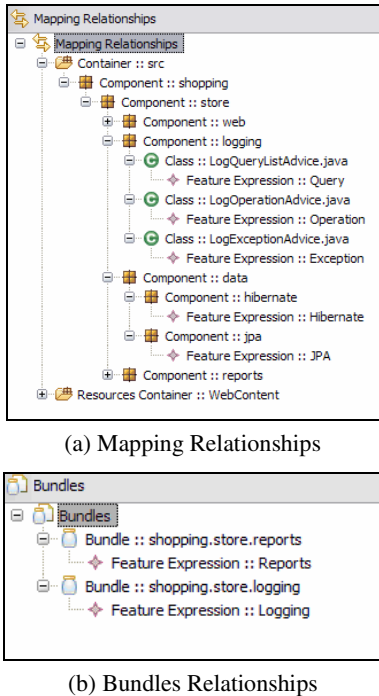 Mapping Relationships
Mapping Relationships
Container :: src
Component :: shopping
Component :: store
Component :: web
Component :: logging
Class :: LogQueryListAdvice.java
Feature Expression :: Query
Class :: LogOperationAdvice.java
Feature Expression :: Operation
Class :: LogExceptionAdvice.java
Feature Expression :: Exception
Component :: data
Component :: hibernate
Feature Expression :: Hibernate
Component :: jpa
Feature Expression :: JPA
Component :: reports
Resources Container :: WebContent
(a) Mapping Relationships
Bundles
Bundles
Bundle :: shopping.store.reports
Feature Expression :: Reports
Bundle :: shopping.store.logging
Feature Expression :: Logging
(b) Bundles Relationships